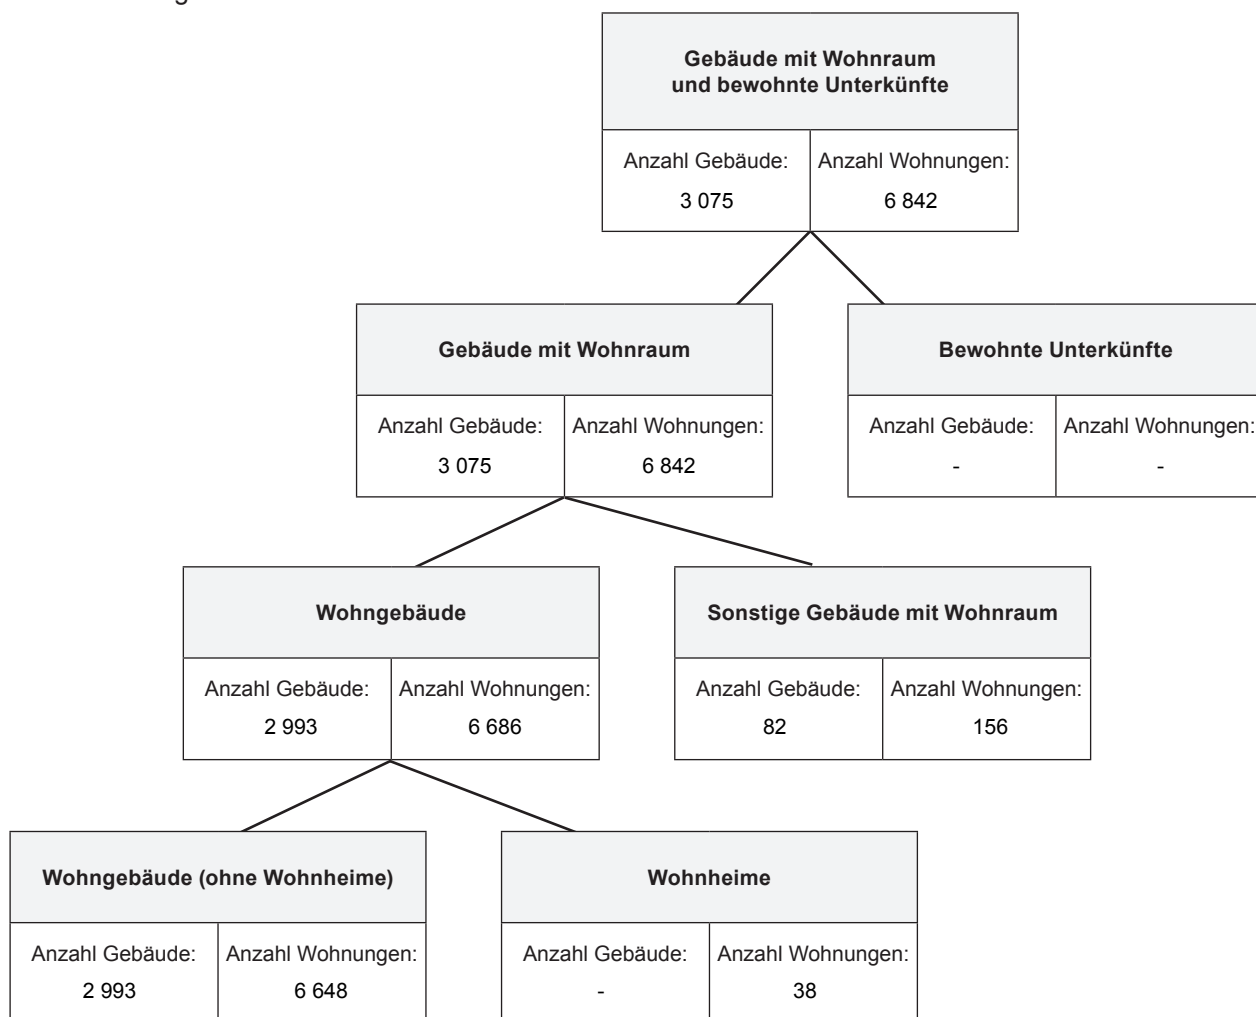 Gebäude mit Wohnraum
und bewohnte Unterkünfte
Anzahl Gebäude: Anzahl Wohnungen:
3 075 6 842
Gebäude mit Wohnraum
Anzahl Gebäude: Anzahl Wohnungen:
3 075 6 842
Bewohnte Unterkünfte
Anzahl Gebäude: Anzahl Wohnungen:
- -
Wohngebäude
Anzahl Gebäude: Anzahl Wohnungen:
2 993 6 686
Sonstige Gebäude mit Wohnraum
Anzahl Gebäude: Anzahl Wohnungen:
82 156
Wohngebäude (ohne Wohnheime)
Anzahl Gebäude: Anzahl Wohnungen:
2 993 6 648
Wohnheime
Anzahl Gebäude: Anzahl Wohnungen:
- 38